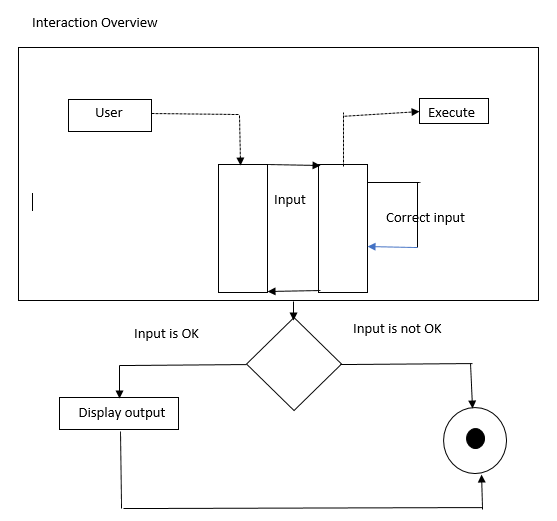 Interaction Overview
User
Execute
Input
Correct input
Input is OK
Input is not OK
Display output